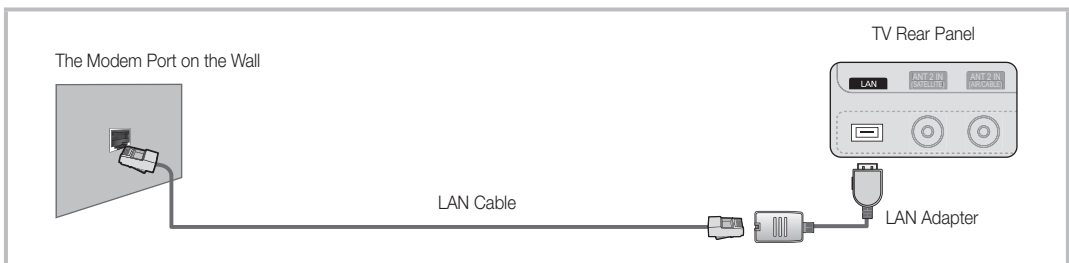 TV Rear Panel
The Modem Port on the Wall
LAN
ANT 2 IN
(SATELLITE)
ANT 2 IN
(AIR/CABLE)
LAN Cable
LAN Adapter